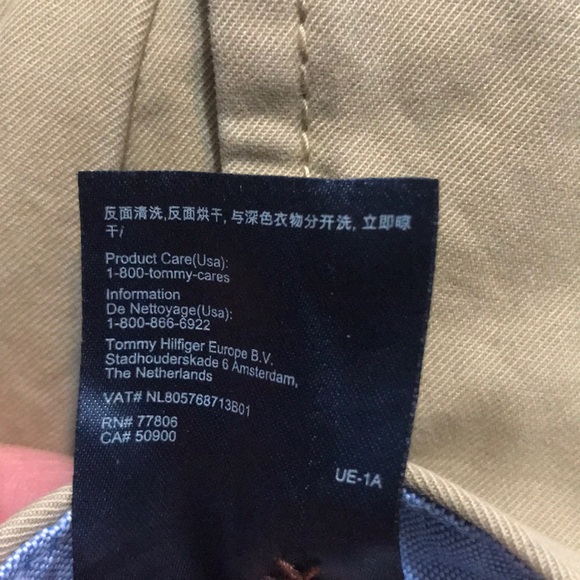 反面清洗,反面烘干,与深色衣物分开洗,立即晾
干/
Product Care(Usa):
1-800-tommy-cares
Information
De Nettoyage(Usa):
1-800-866-6922
Tommy Hilfiger Europe B.V.
Stadhouderskade 6 Amsterdam,
The Netherlands
VAT# NL805768713B01
RN# 77806
CA# 50900
UE-1A